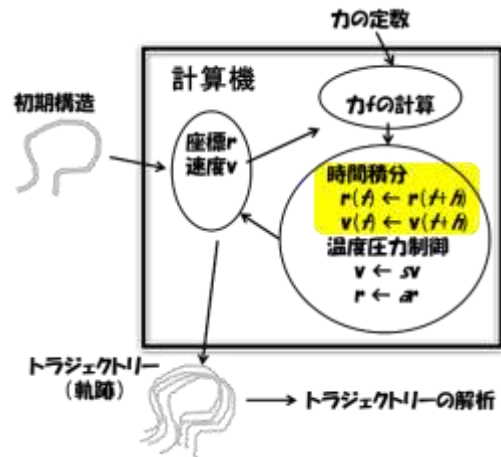 力の定数
計算機
初期構造
力fの計算
座標r
速度v
時間積分
r(t) ← r(t+h)
v(t) ← v(t+h)
温度圧力制御
v ← sv
r ← ar
トラジェクトリー
(軌跡)
トラジェクトリーの解析